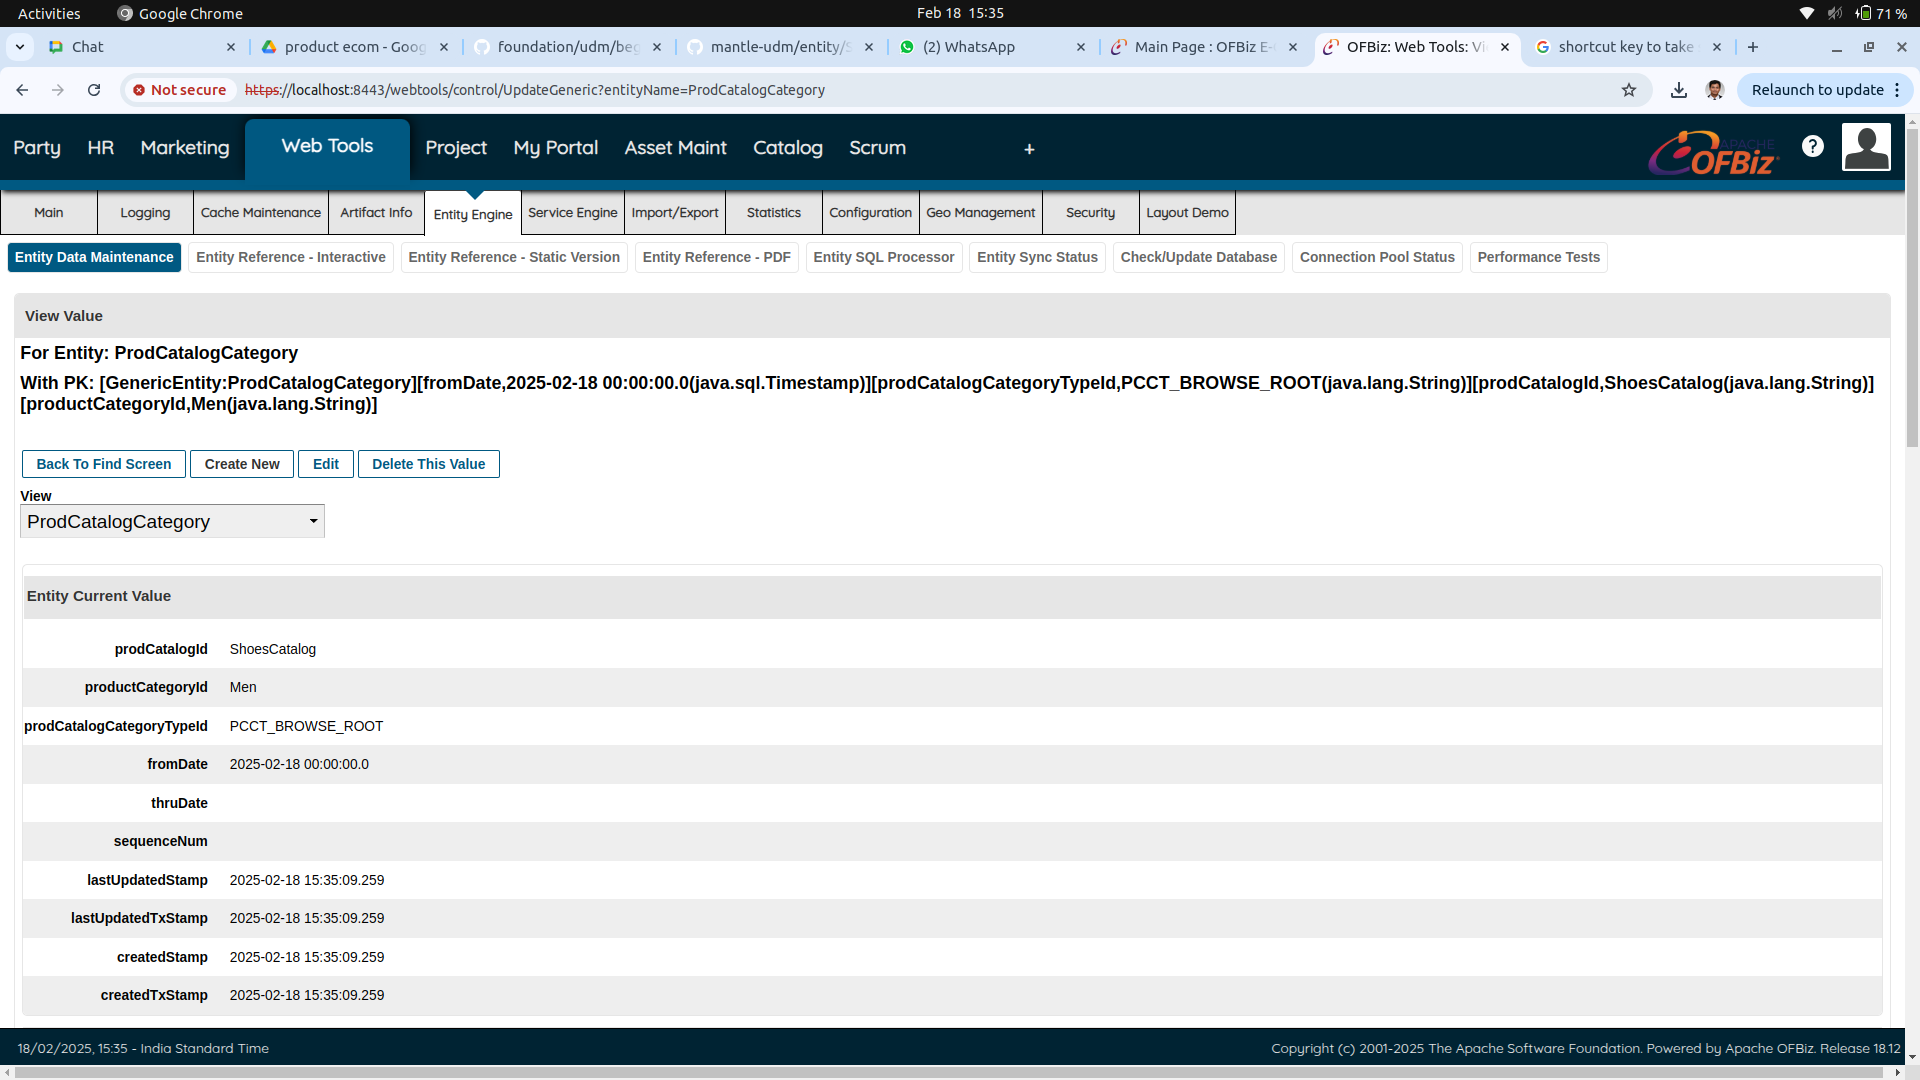 Activities Google Chrome Feb 18 15:35 71 %
Chat product ecom - Goog foundation/udm/beg mantle-udm/entity/S (2) WhatsApp Main Page : OFBiz E- OFBiz: Web Tools: Vi shortcut key to take
Not secure https://localhost:8443/webtools/control/UpdateGeneric?entityName=ProdCatalogCategory Relaunch to update
Party HR Marketing Web Tools Project My Portal Asset Maint Catalog Scrum + APACHE OFBiz ?
Main Logging Cache Maintenance Artifact Info Entity Engine Service Engine Import/Export Statistics Configuration Geo Management Security Layout Demo
Entity Data Maintenance Entity Reference - Interactive Entity Reference - Static Version Entity Reference - PDF Entity SQL Processor Entity Sync Status Check/Update Database Connection Pool Status Performance Tests
View Value
For Entity: ProdCatalogCategory
With PK: [GenericEntity:ProdCatalogCategory][fromDate,2025-02-18 00:00:00.0(java.sql.Timestamp)][prodCatalogCategoryTypeId,PCCT_BROWSE_ROOT(java.lang.String)][prodCatalogId,ShoesCatalog(java.lang.String)]
[productCategoryId,Men(java.lang.String)]
Back To Find Screen Create New Edit Delete This Value
View
ProdCatalogCategory
Entity Current Value
prodCatalogId ShoesCatalog
productCategoryId Men
prodCatalogCategoryTypeId PCCT_BROWSE_ROOT
fromDate 2025-02-18 00:00:00.0
thruDate
sequenceNum
lastUpdatedStamp 2025-02-18 15:35:09.259
lastUpdatedTxStamp 2025-02-18 15:35:09.259
createdStamp 2025-02-18 15:35:09.259
createdTxStamp 2025-02-18 15:35:09.259
18/02/2025, 15:35 - India Standard Time Copyright (c) 2001-2025 The Apache Software Foundation. Powered by Apache OFBiz. Release 18.12